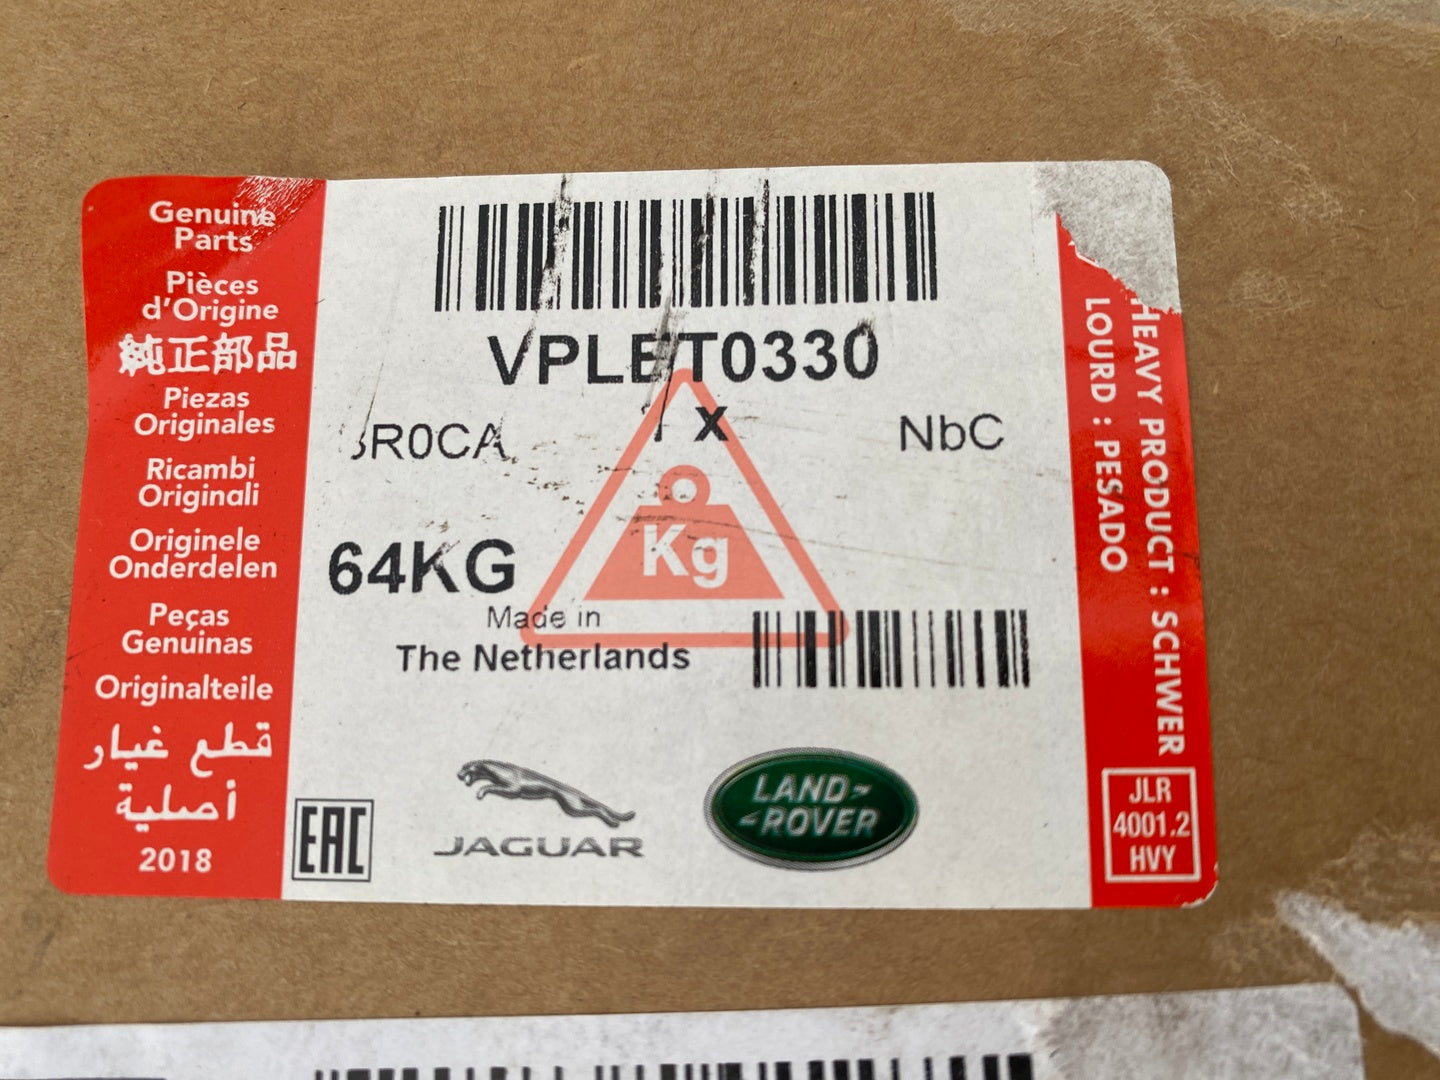 Genuine
Parts
Pièces
d'Origine
純正部品
Piezas
Originales
Ricambi
Originali
Originele
Onderdelen
Peças
Genuinas
Originalteile
قطع غيار
أصلية
2018
EAC
VPLET0330
X
NbC
64KG
Kg
Made in
The Netherlands
JAGUAR
LAND-
-ROVER
HEAVY PRODUCT : SCHWER
LOURD : PESADO
JLR
4001.2
HVY